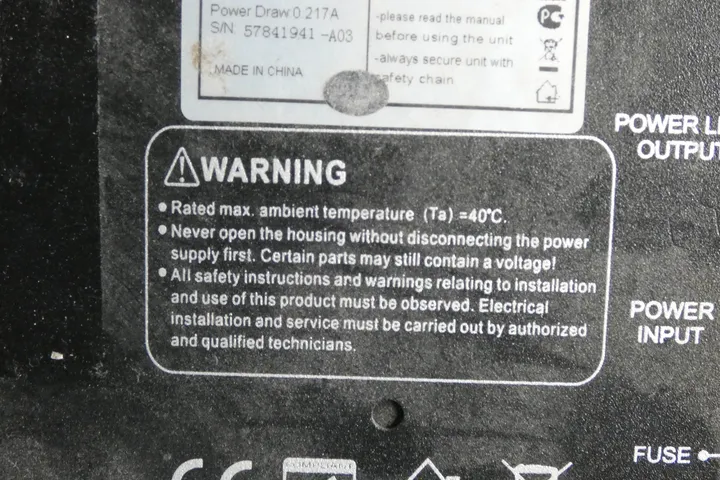 Power Draw 0.217A
S/N 57841941 -A03
MADE IN CHINA
-please read the manual
before using the unit
-always secure unit with
safety chain
WARNING
• Rated max. ambient temperature (Ta) =40°C.
• Never open the housing without disconnecting the power
supply first. Certain parts may still contain a voltage!
• All safety instructions and warnings relating to installation
and use of this product must be observed. Electrical
installation and service must be carried out by authorized
and qualified technicians.
POWER
OUTPUT
POWER
INPUT
FUSE
CE
COMPLIANT